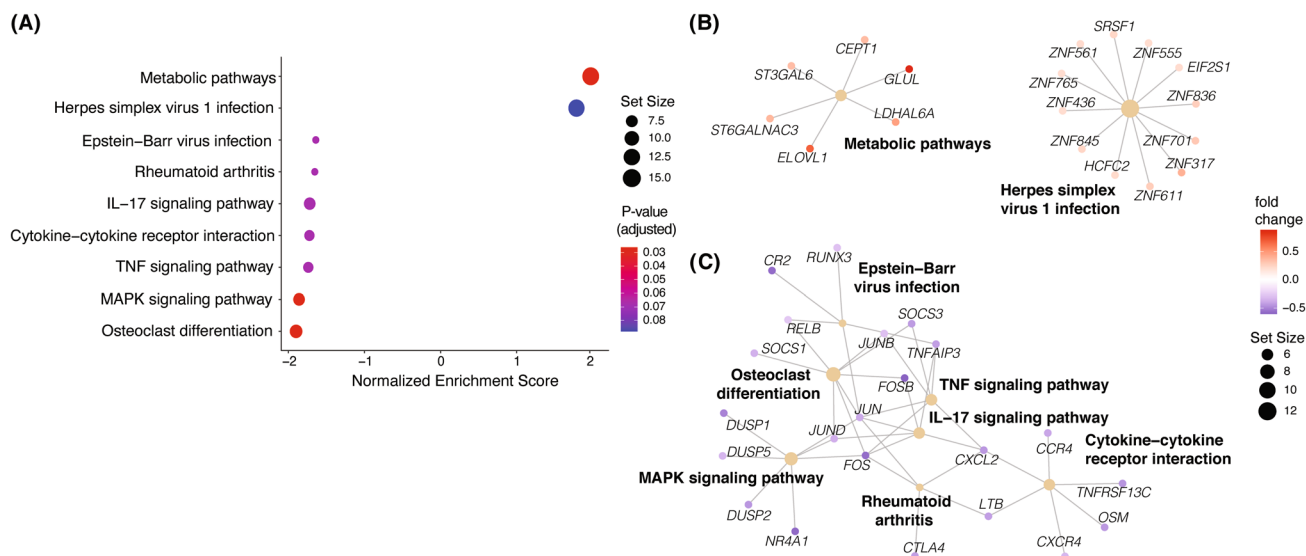 (A)
Metabolic pathways
Herpes simplex virus 1 infection
Epstein−Barr virus infection
Rheumatoid arthritis
IL−17 signaling pathway
Cytokine−cytokine receptor interaction
TNF signaling pathway
MAPK signaling pathway
Osteoclast differentiation
−2
−1
0
1
2
Normalized Enrichment Score
Set Size
7.5
10.0
12.5
15.0
P-value
(adjusted)
0.03
0.04
0.05
0.06
0.07
0.08
(B)
CEPT1
ST3GAL6
GLUL
LDHAL6A
ST6GALNAC3
ELOVL1
Metabolic pathways
SRSF1
ZNF561
ZNF555
EIF2S1
ZNF765
ZNF836
ZNF436
ZNF845
ZNF701
HCFC2
ZNF317
ZNF611
Herpes simplex
virus 1 infection
(C)
CR2
RUNX3
Epstein−Barr
virus infection
RELB
SOCS3
JUNB
SOCS1
TNFAIP3
Osteoclast
differentiation
FOSB
TNF signaling pathway
JUN
IL−17 signaling pathway
DUSP1
JUND
CCR4
Cytokine−cytokine
receptor interaction
DUSP5
FOS
CXCL2
MAPK signaling pathway
TNFRSF13C
Rheumatoid
arthritis
LTB
DUSP2
OSM
NR4A1
CTLA4
CXCR4
fold
change
0.5
0.0
−0.5
Set Size
6
8
10
12